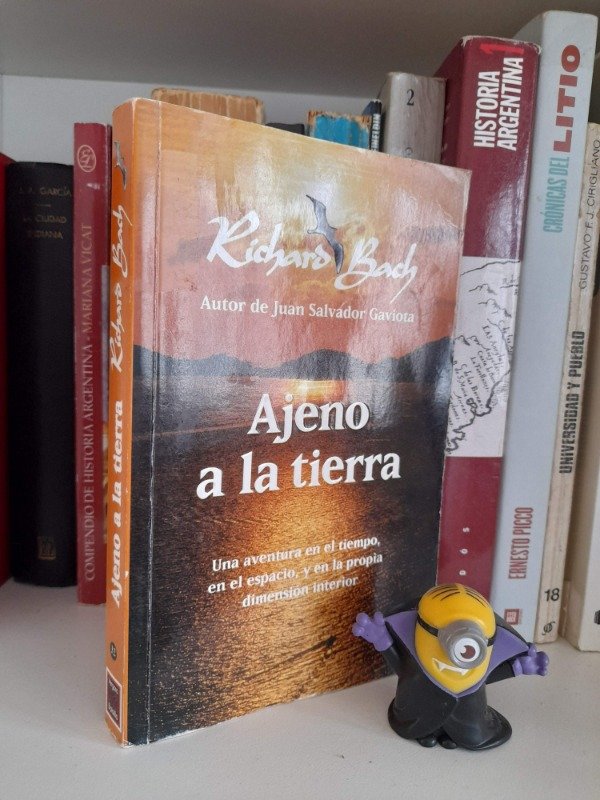 Richard Bach
Autor de Juan Salvador Gaviota
Ajeno
a la tierra
Una aventura en el tiempo,
en el espacio, y en la propia
dimensión interior
Ajeno a la tierra Richard Bach
A. GARCÍA
LA CIUDAD
INDIANA
COMPENDIO DE HISTORIA ARGENTINA - MARIANA VICAT
2
HISTORIA
ARGENTINA 1
CRÓNICAS DEL LITIO
ERNESTO PICCO
GUSTAVO F. J. CIRIGLIANO
UNIVERSIDAD Y PUEBLO
18